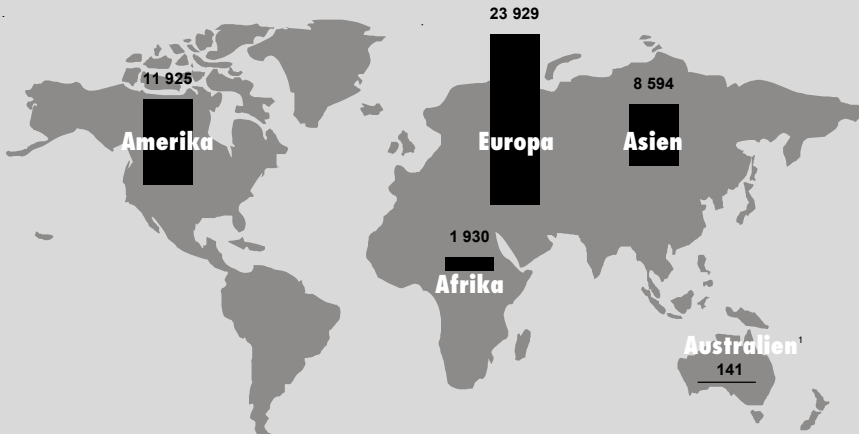 23 929
11 925
8 594
Amerika
Europa
Asien
1 930
Afrika
Australien¹
141